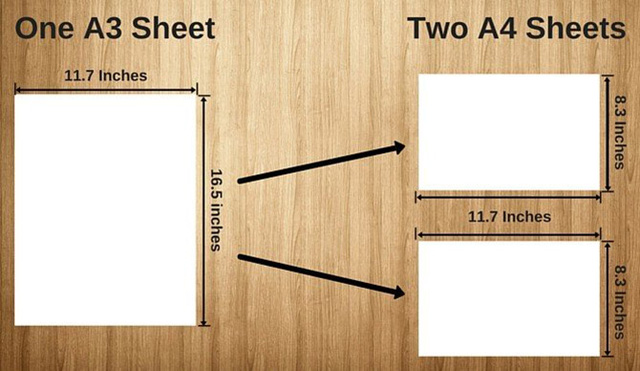 One A3 Sheet
Two A4 Sheets
11.7 Inches
16.5 inches
8.3 Inches
11.7 Inches
8.3 Inches